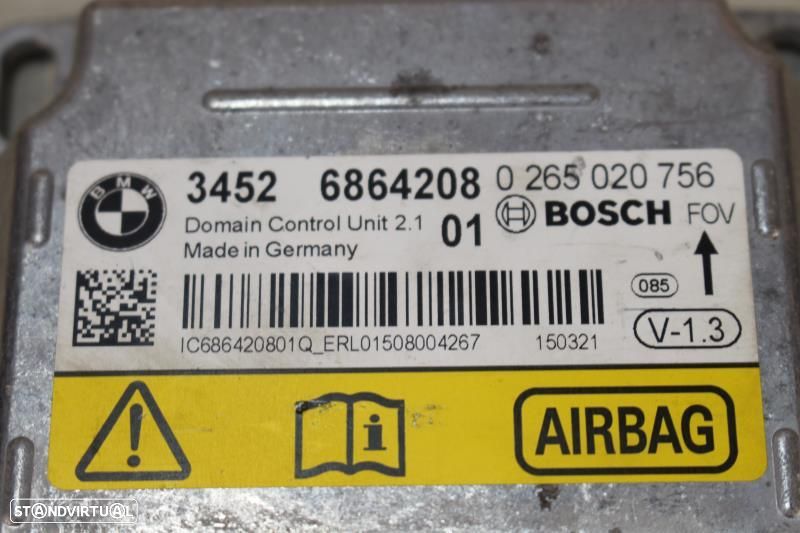 BMW
3452 6864208 0 265 020 756
Domain Control Unit 2.1 01 BOSCH FOV
Made in Germany
085
IC686420801Q_ERL01508004267 150321 V-1.3
i AIRBAG
STANDVIRTUAL